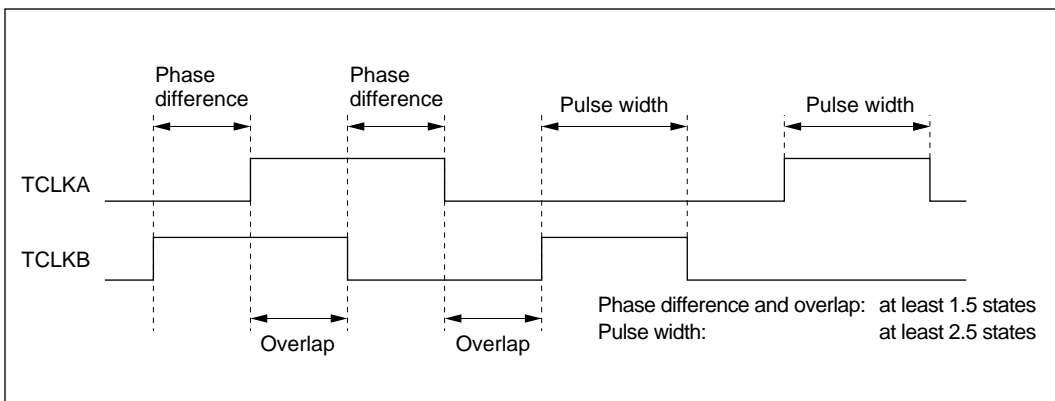 Phase
difference
Phase
difference
Pulse width
Pulse width
TCLKA
TCLKB
Overlap
Overlap
Phase difference and overlap: at least 1.5 states
Pulse width: at least 2.5 states